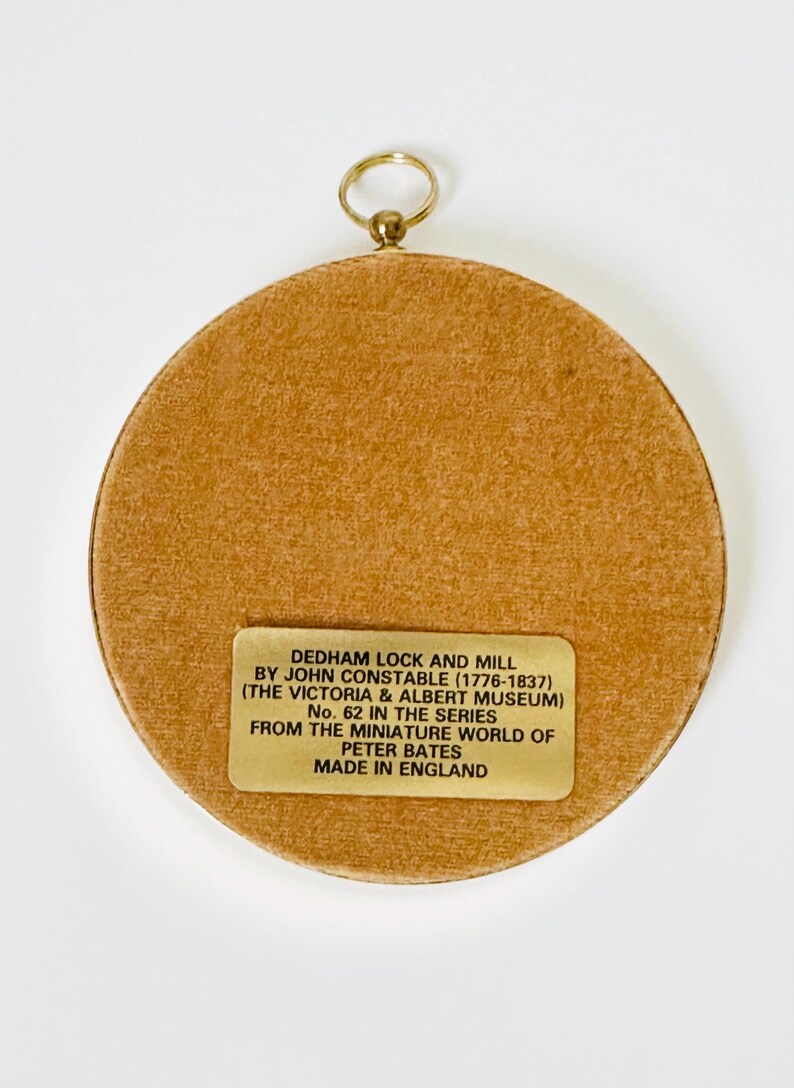 DEDHAM LOCK AND MILL
BY JOHN CONSTABLE (1776-1837)
(THE VICTORIA & ALBERT MUSEUM)
No. 62 IN THE SERIES
FROM THE MINIATURE WORLD OF
PETER BATES
MADE IN ENGLAND